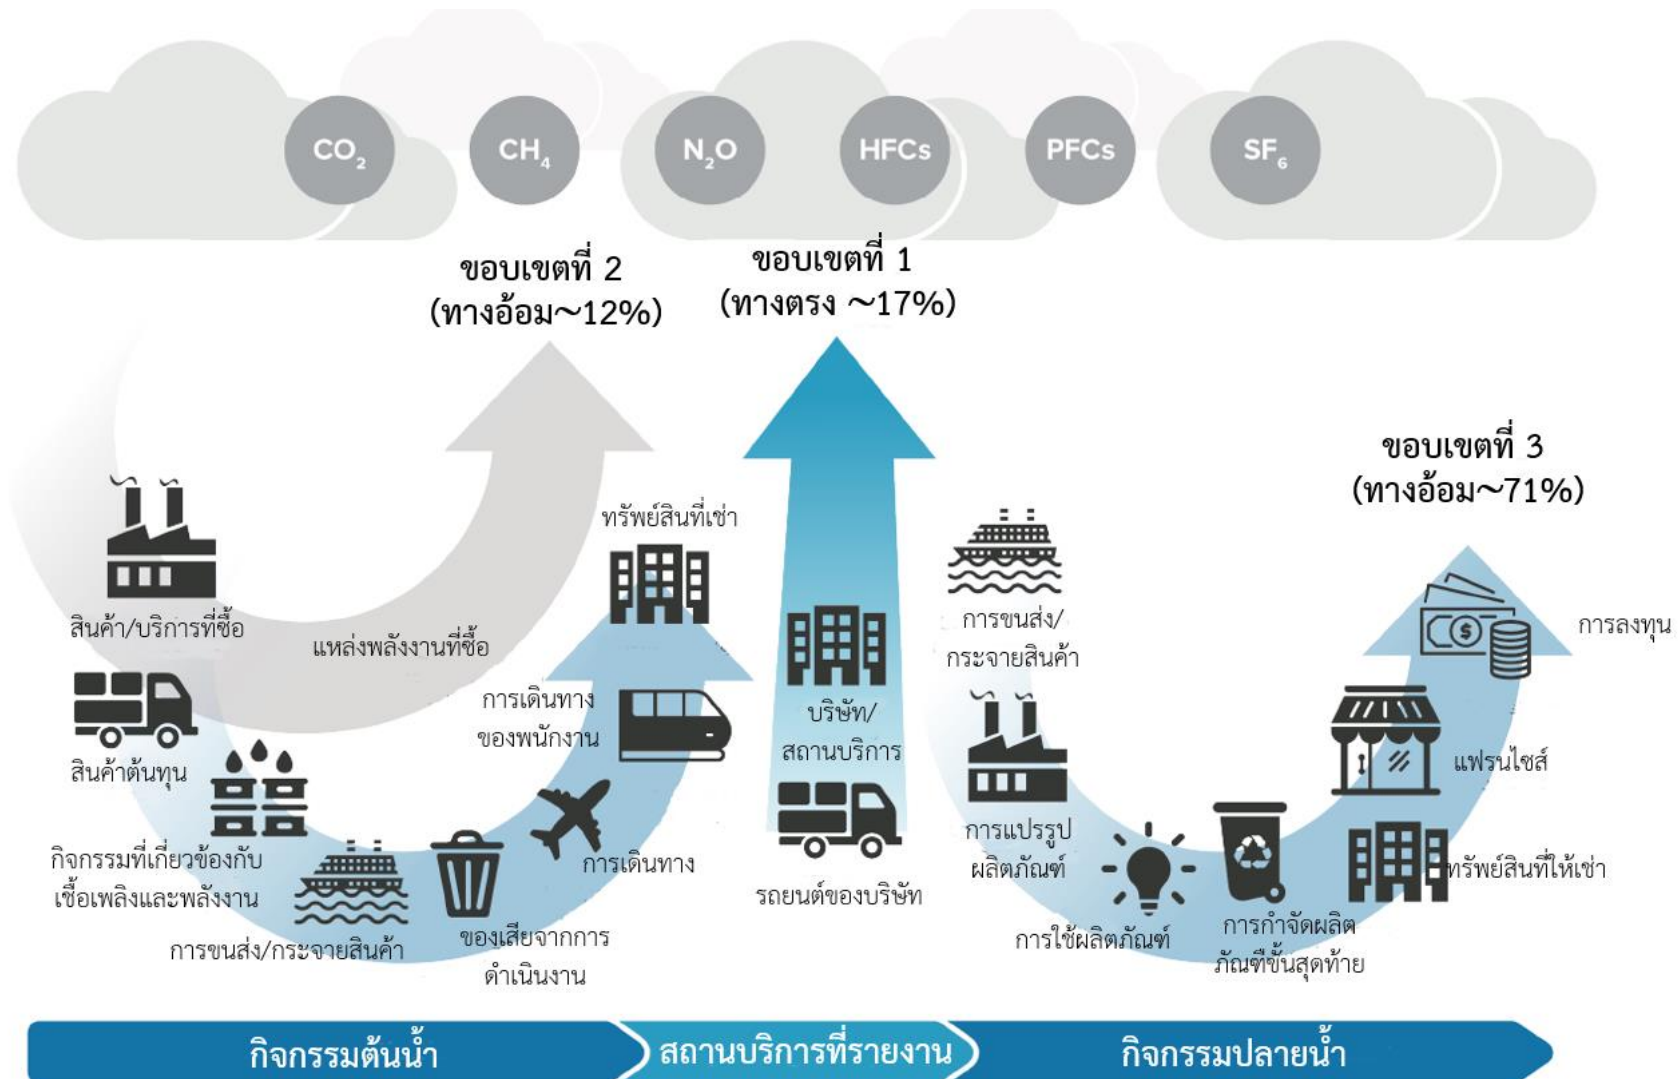 CO₂
CH₄
N₂O
HFCs
PFCs
SF₆
ขอบเขตที่ 2
(ทางอ้อม~12%)
ขอบเขตที่ 1
(ทางตรง ~17%)
ขอบเขตที่ 3
(ทางอ้อม~71%)
สินค้า/บริการที่ซื้อ
แหล่งพลังงานที่ซื้อ
สินค้าต้นทุน
กิจกรรมที่เกี่ยวข้องกับ
เชื้อเพลิงและพลังงาน
การขนส่ง/กระจายสินค้า
ของเสียจากการ
ดำเนินงาน
การเดินทาง
การเดินทาง
ของพนักงาน
ทรัพย์สินที่เช่า
บริษัท/
สถานบริการ
รถยนต์ของบริษัท
การขนส่ง/
กระจายสินค้า
การแปรรูป
ผลิตภัณฑ์
การใช้ผลิตภัณฑ์
การกำจัดผลิต
ภัณฑืขั้นสุดท้าย
ทรัพย์สินที่ให้เช่า
แฟรนไชส์
การลงทุน
กิจกรรมต้นน้ำ
สถานบริการที่รายงาน
กิจกรรมปลายน้ำ